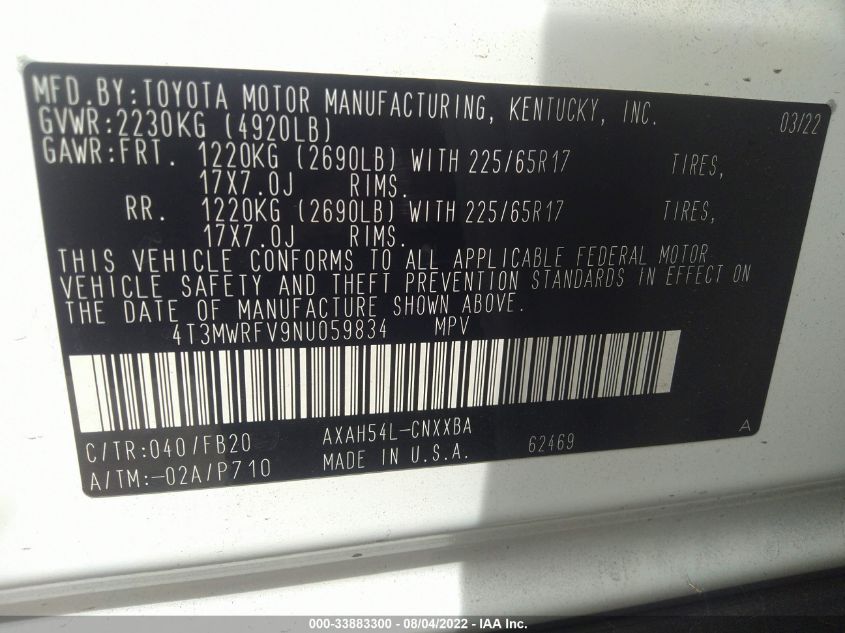 MFD.BY:TOYOTA MOTOR MANUFACTURING, KENTUCKY, INC. 03/22
GVWR:2230KG (4920LB)
GAWR:FRT. 1220KG (2690LB) WITH 225/65R17 TIRES,
17X7.0J RIMS.
RR. 1220KG (2690LB) WITH 225/65R17 TIRES,
17X7.0J RIMS.
THIS VEHICLE CONFORMS TO ALL APPLICABLE FEDERAL MOTOR
VEHICLE SAFETY AND THEFT PREVENTION STANDARDS IN EFFECT ON
THE DATE OF MANUFACTURE SHOWN ABOVE.
4T3MWRFV9NU059834 MPV
C/TR:040/FB20 AXAH54L-CNXXBA 62469 A
A/TM:-02A/P710 MADE IN U.S.A.
000-33883300 - 08/04/2022 - IAA Inc.